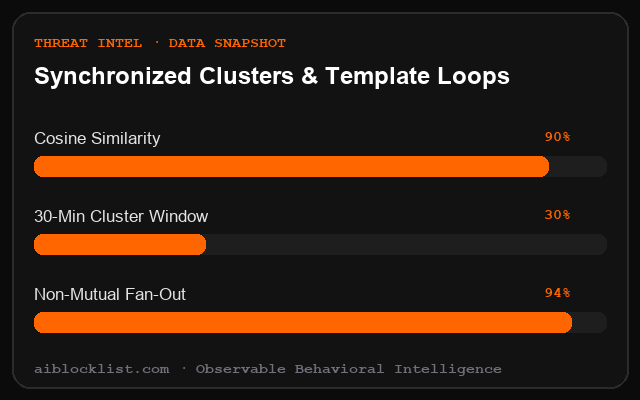 THREAT INTEL · DATA SNAPSHOT
Synchronized Clusters & Template Loops
Cosine Similarity 90%
30-Min Cluster Window 30%
Non-Mutual Fan-Out 94%
aiblocklist.com · Observable Behavioral Intelligence